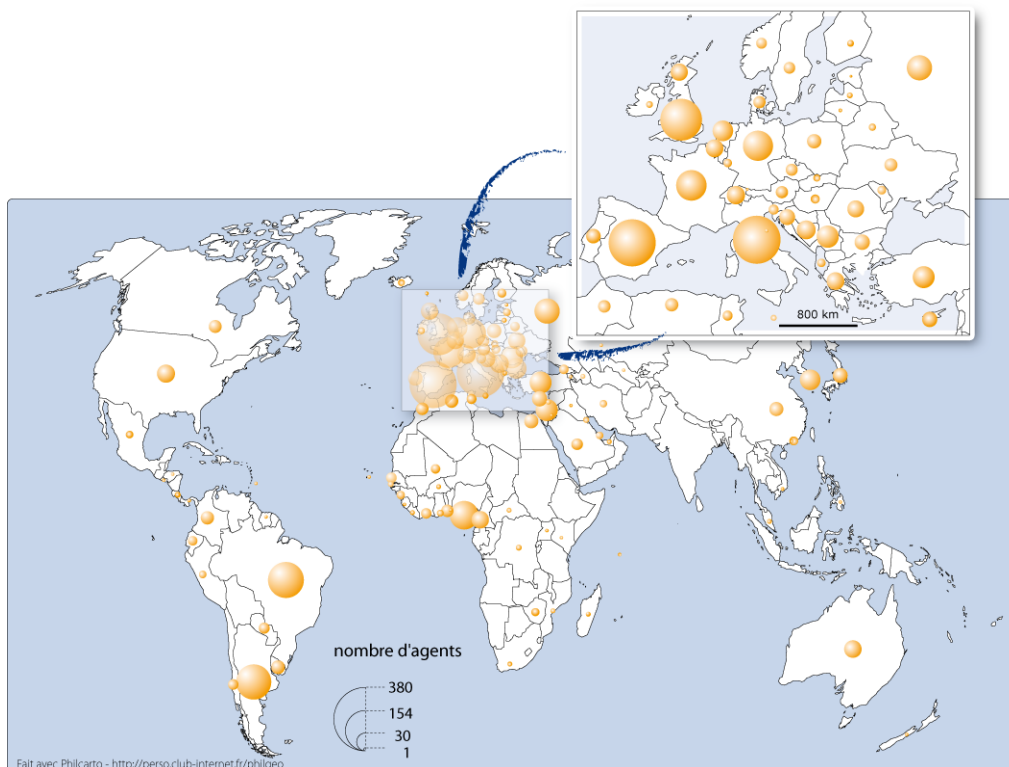 800 km
nombre d'agents
380
154
30
1
Fait avec Philcarto - http://perso.club-internet.fr/philgeo